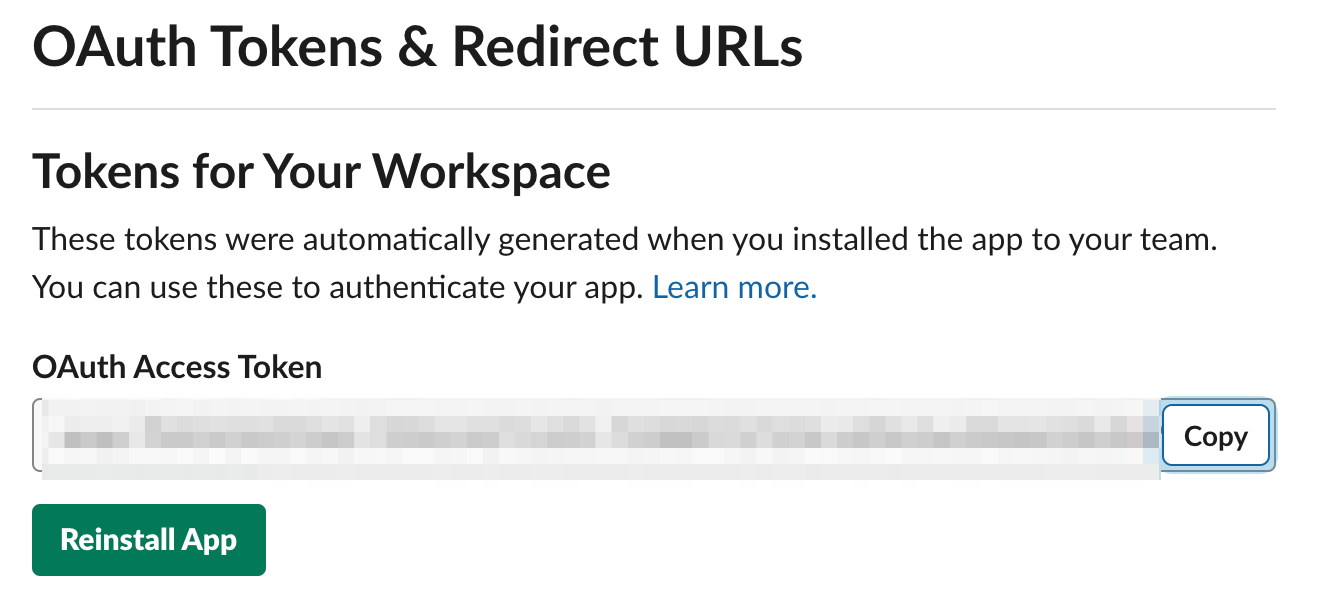 OAuth Tokens & Redirect URLs
Tokens for Your Workspace
These tokens were automatically generated when you installed the app to your team.
You can use these to authenticate your app. Learn more.
OAuth Access Token
Copy
Reinstall App